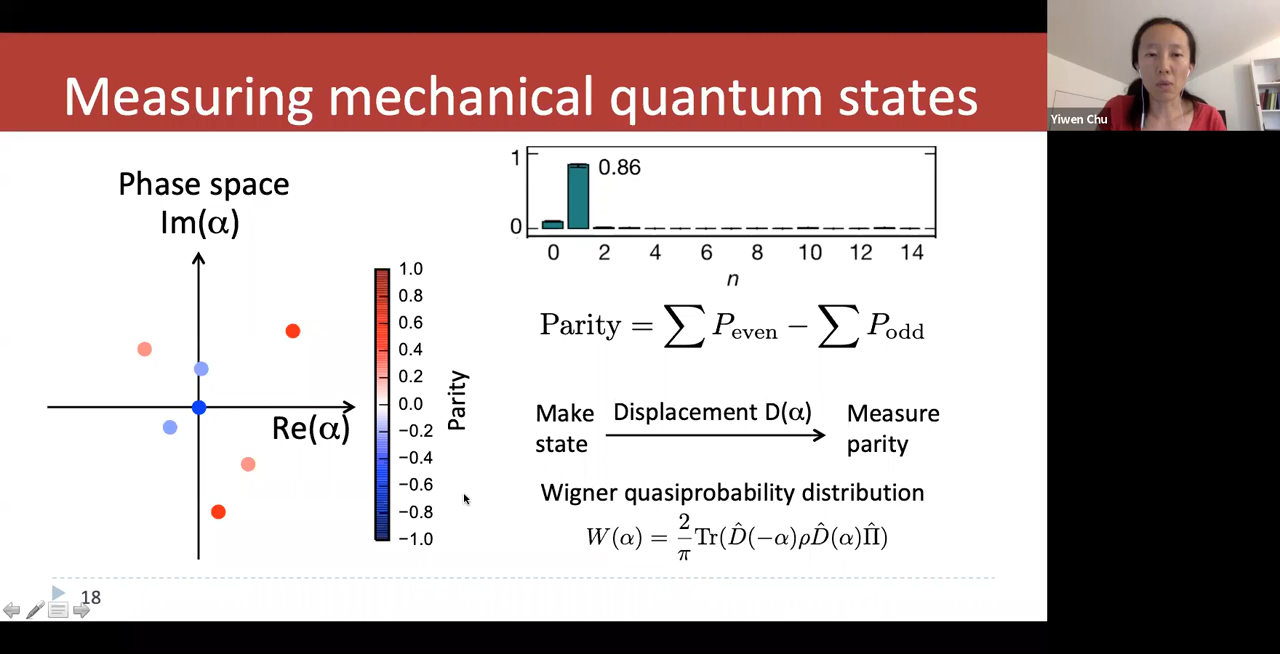 Measuring mechanical quantum states
Yiwen Chu
Phase space
Im(α)
Re(α)
1.0
0.8
0.6
0.4
0.2
0.0
−0.2
−0.4
−0.6
−0.8
−1.0
Parity
1
0
0.86
0 2 4 6 8 10 12 14
n
Parity = ∑ P_even − ∑ P_odd
Make state
Displacement D(α)
Measure parity
Wigner quasiprobability distribution
W(α) = 2/π Tr(D̂(−α)ρD̂(α)Π̂)
18